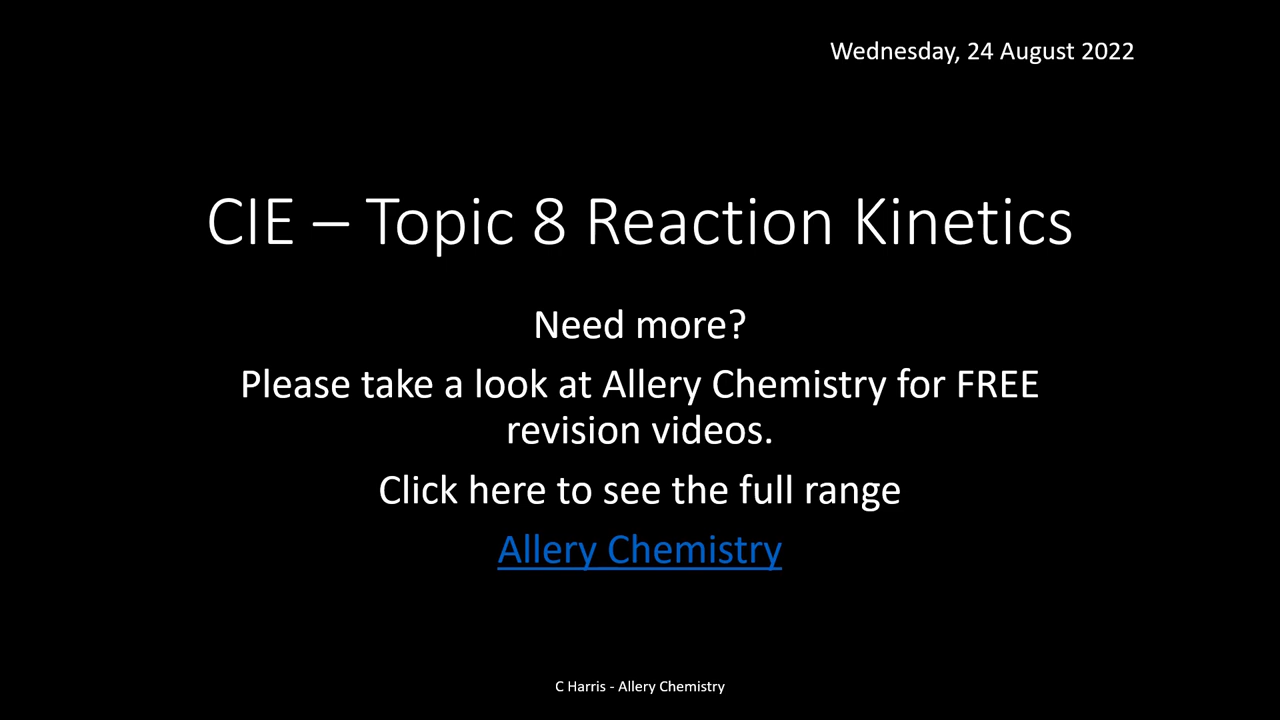 Wednesday, 24 August 2022
CIE – Topic 8 Reaction Kinetics
Need more?
Please take a look at Allery Chemistry for FREE
revision videos.
Click here to see the full range
Allery Chemistry
C Harris - Allery Chemistry